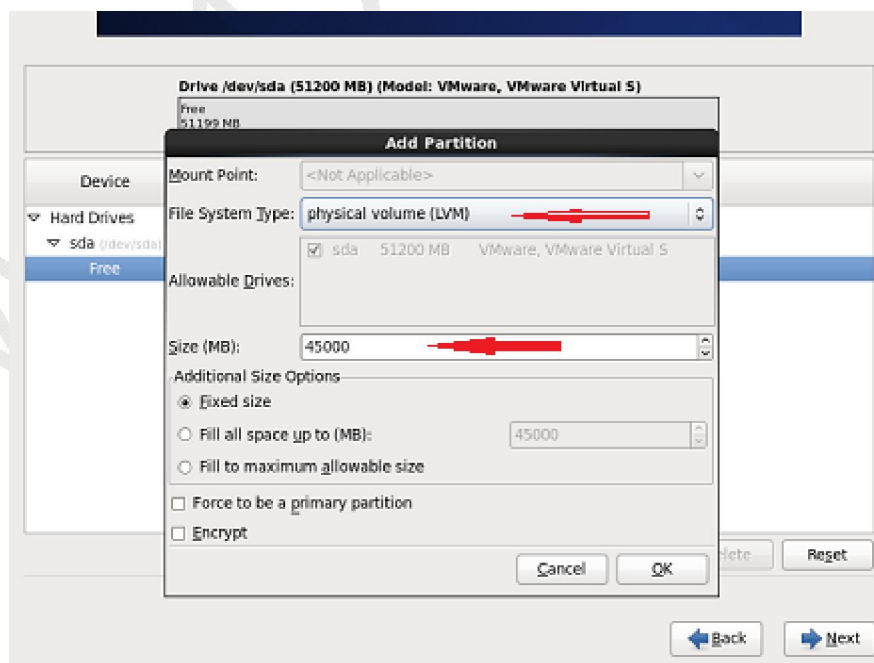 Drive /dev/sda (51200 MB) (Model: VMware, VMware Virtual S)
Free
51199 MB
Add Partition
Device
Mount Point: <Not Applicable>
Hard Drives
File System Type: physical volume (LVM)
sda (/dev/sda)
sda 51200 MB VMware, VMware Virtual S
Free
Allowable Drives:
Size (MB): 45000
Additional Size Options
Fixed size
Fill all space up to (MB): 45000
Fill to maximum allowable size
Force to be a primary partition
Encrypt
Cancel OK
Reset
Back Next